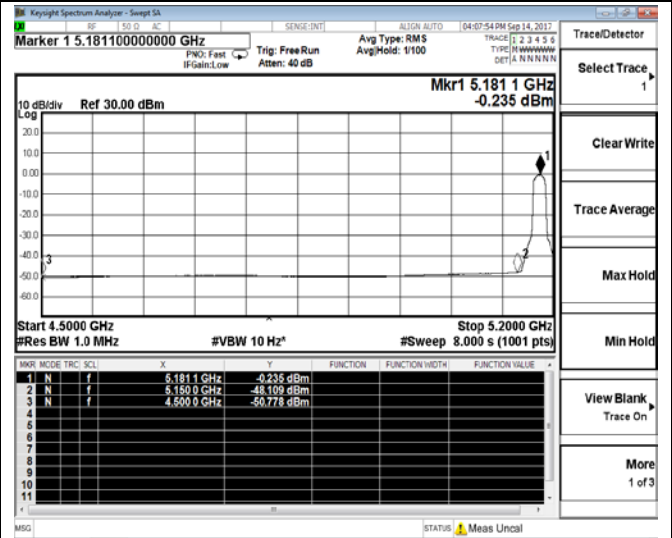 Keysight Spectrum Analyzer - Swept SA
RF 50 Ω AC SENSE:INT ALIGN AUTO 04:07:54 PM Sep 14, 2017
Marker 1 5.181100000000 GHz
PNO: Fast
IFGain:Low
Trig: Free Run
Atten: 40 dB
Avg Type: RMS
Avg|Hold: 1/100
TRACE 1 2 3 4 5 6
TYPE M WWWWW
DET A N N N N N
Mkr1 5.181 1 GHz
-0.235 dBm
10 dB/div Ref 30.00 dBm
Log
20.0
10.0
0.00
-10.0
-20.0
-30.0
-40.0
-50.0
-60.0
1
2
3
Start 4.5000 GHz Stop 5.2000 GHz
#Res BW 1.0 MHz #VBW 10 Hz* #Sweep 8.000 s (1001 pts)
MKR MODE TRC SCL X Y FUNCTION FUNCTION WIDTH FUNCTION VALUE
1 N f 5.181 1 GHz -0.235 dBm
2 N f 5.150 0 GHz -48.109 dBm
3 N f 4.500 0 GHz -50.778 dBm
4
5
6
7
8
9
10
11
MSG STATUS Meas Uncal
Trace/Detector
Select Trace
1
Clear Write
Trace Average
Max Hold
Min Hold
View Blank
Trace On
More
1 of 3